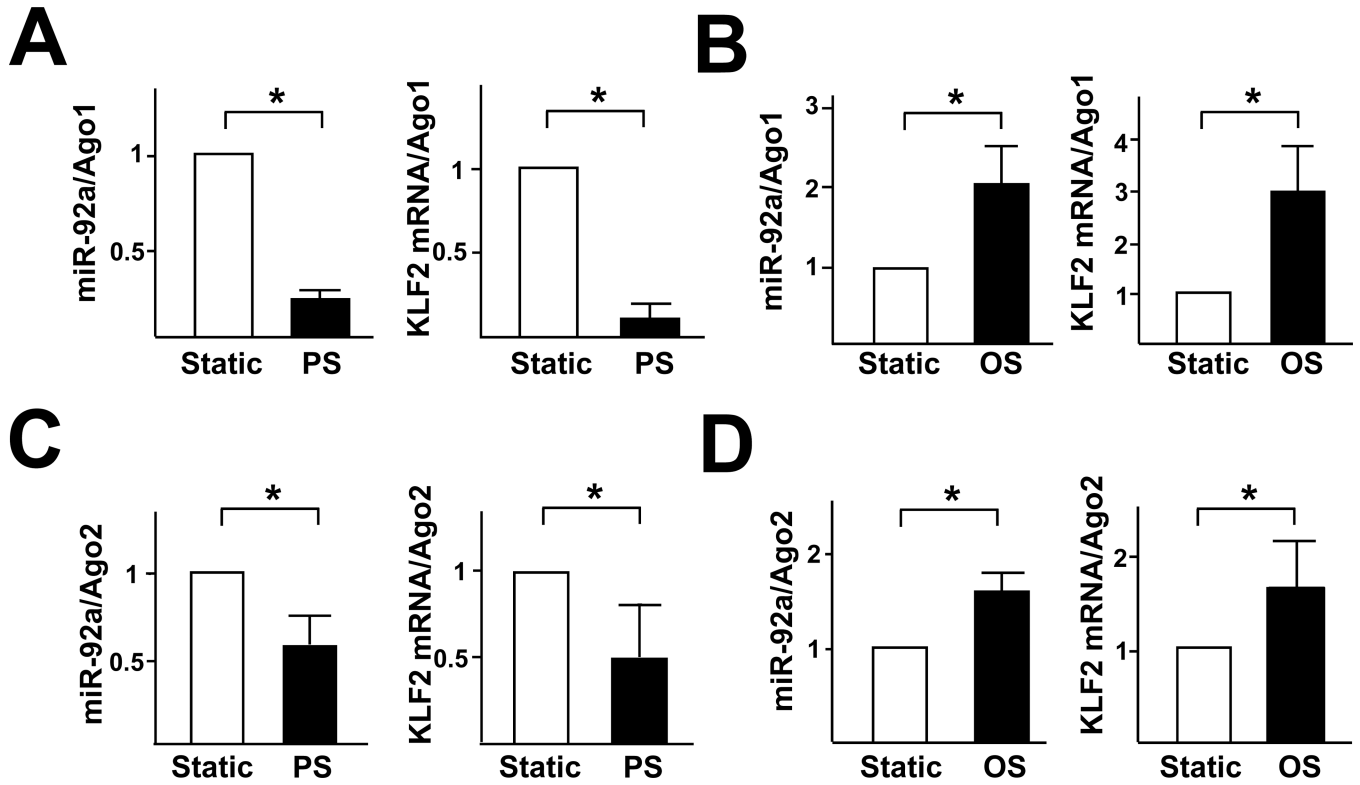 A
miR-92a/Ago1
1
0.5
*
Static PS
KLF2 mRNA/Ago1
1
0.5
*
Static PS
B
miR-92a/Ago1
3
2
1
*
Static OS
KLF2 mRNA/Ago1
4
3
2
1
*
Static OS
C
miR-92a/Ago2
1
0.5
*
Static PS
KLF2 mRNA/Ago2
1
0.5
*
Static PS
D
miR-92a/Ago2
2
1
*
Static OS
KLF2 mRNA/Ago2
2
1
*
Static OS